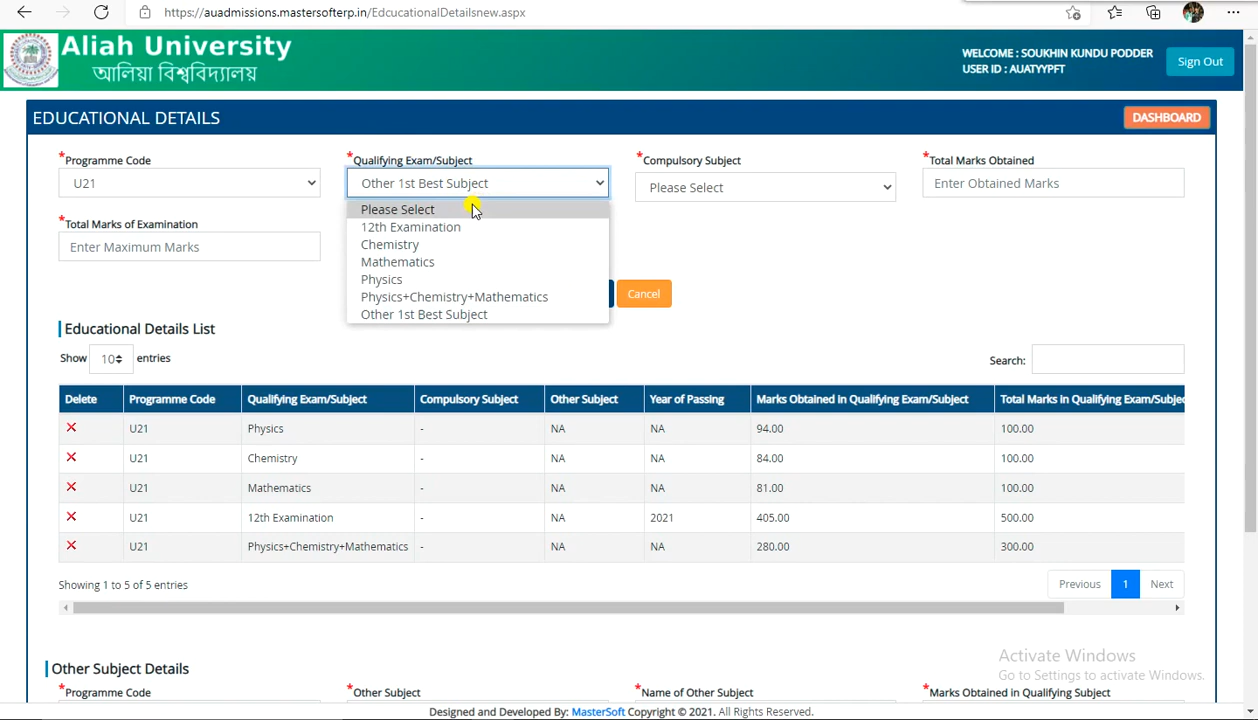 https://auadmissions.mastersofterp.in/EdcucationalDetailsnew.aspx
Aliah University
আলিয়া বিশ্ববিদ্যালয়
WELCOME : SOUKHIN KUNDU PODDER
USER ID : AUATYYPFT
Sign Out
EDUCATIONAL DETAILS
DASHBOARD
*Programme Code
U21
*Qualifying Exam/Subject
Other 1st Best Subject
*Compulsory Subject
Please Select
*Total Marks Obtained
Enter Obtained Marks
*Total Marks of Examination
Enter Maximum Marks
Please Select
12th Examination
Chemistry
Mathematics
Physics
Physics+Chemistry+Mathematics
Other 1st Best Subject
Cancel
Educational Details List
Show 10 entries
Search:
Delete Programme Code Qualifying Exam/Subject Compulsory Subject Other Subject Year of Passing Marks Obtained in Qualifying Exam/Subject Total Marks in Qualifying Exam/Subjec
U21 Physics - NA NA 94.00 100.00
U21 Chemistry - NA NA 84.00 100.00
U21 Mathematics - NA NA 81.00 100.00
U21 12th Examination - NA 2021 405.00 500.00
U21 Physics+Chemistry+Mathematics - NA NA 280.00 300.00
Showing 1 to 5 of 5 entries
Previous 1 Next
Other Subject Details
*Programme Code
*Other Subject
*Name of Other Subject
*Marks Obtained in Qualifying Subject
Activate Windows
Go to Settings to activate Windows.
Designed and Developed By: MasterSoft Copyright © 2021. All Rights Reserved.